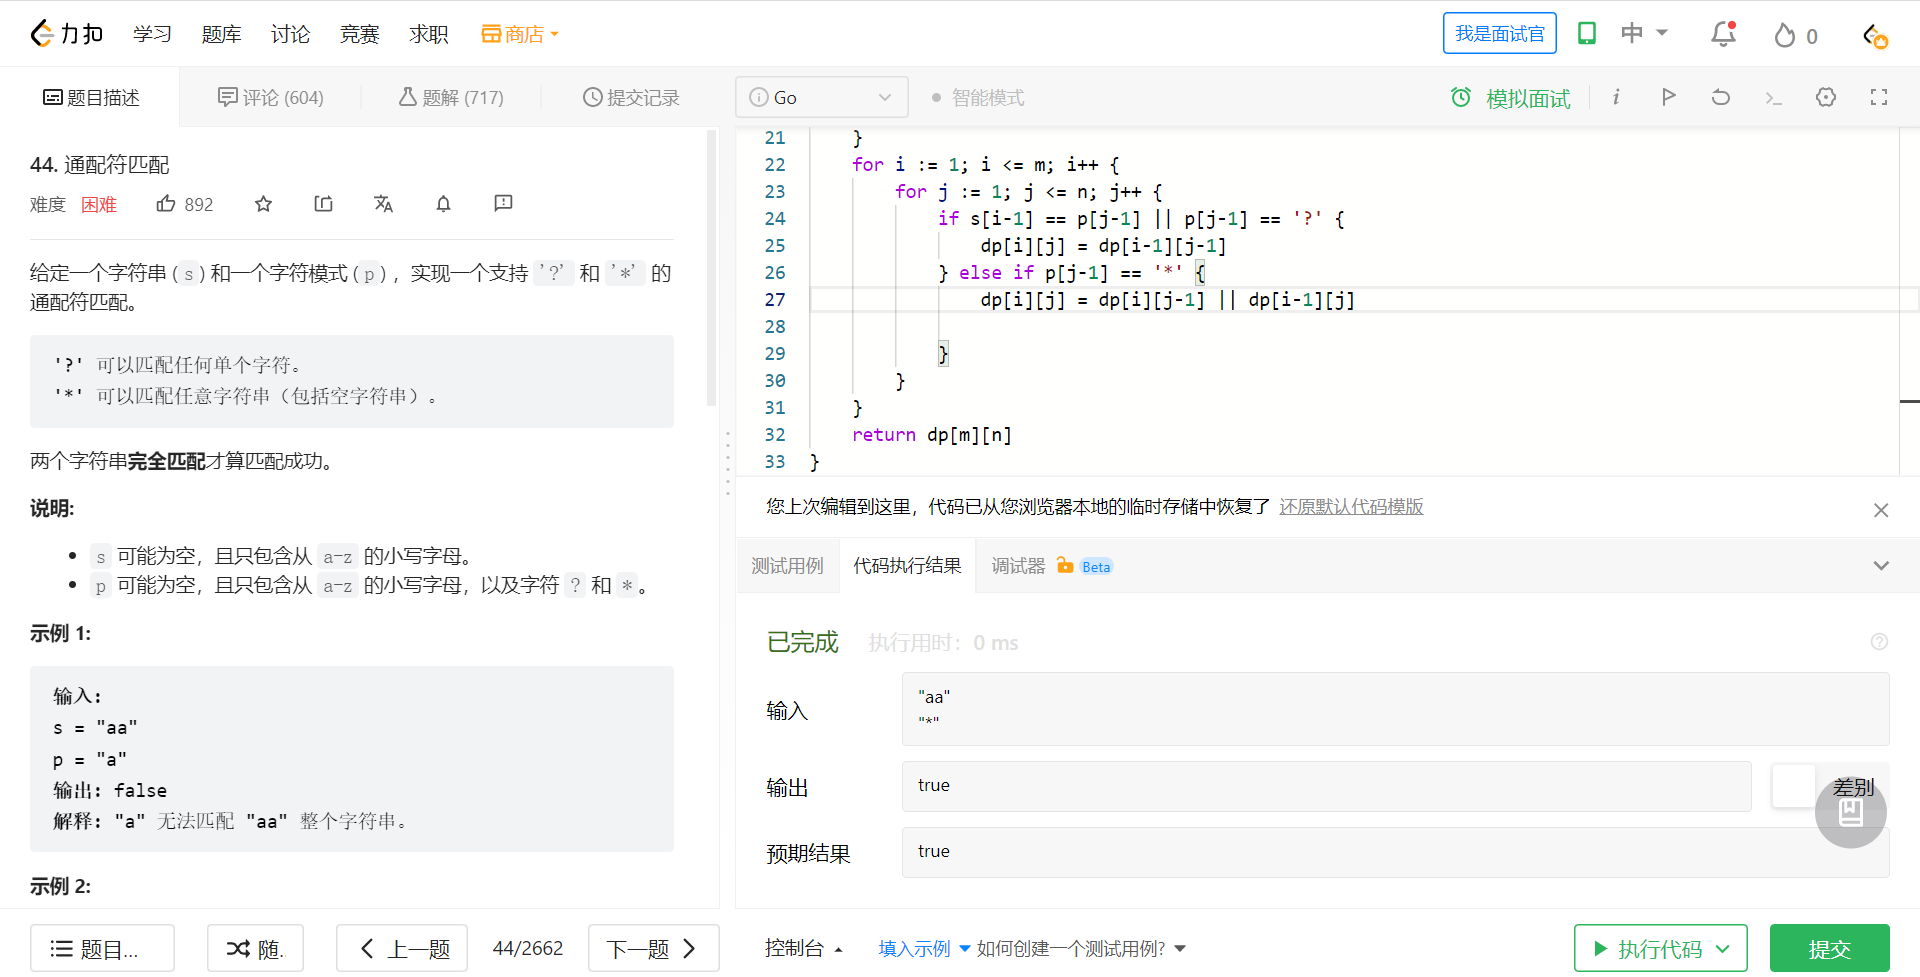 力扣 学习 题库 讨论 竞赛 求职 商店 我是面试官 中 0
题目描述 评论 (604) 题解 (717) 提交记录
Go 智能模式 模拟面试
44. 通配符匹配
难度 困难 892
给定一个字符串 (s) 和一个字符模式 (p) ，实现一个支持 '?' 和 '*' 的
通配符匹配。
'?' 可以匹配任何单个字符。
'*' 可以匹配任意字符串（包括空字符串）。
两个字符串完全匹配才算匹配成功。
说明:
• s 可能为空，且只包含从 a-z 的小写字母。
• p 可能为空，且只包含从 a-z 的小写字母，以及字符 ? 和 *。
示例 1:
输入:
s = "aa"
p = "a"
输出: false
解释: "a" 无法匹配 "aa" 整个字符串。
示例 2:
题目... 随. 上一题 44/2662 下一题
21 }
22 for i := 1; i <= m; i++ {
23 for j := 1; j <= n; j++ {
24 if s[i-1] == p[j-1] || p[j-1] == '?' {
25 dp[i][j] = dp[i-1][j-1]
26 } else if p[j-1] == '*' {
27 dp[i][j] = dp[i][j-1] || dp[i-1][j]
28
29 }
30 }
31 }
32 return dp[m][n]
33 }
您上次编辑到这里，代码已从您浏览器本地的临时存储中恢复了 还原默认代码模版
测试用例 代码执行结果 调试器 Beta
已完成 执行用时：0 ms
输入
"aa"
"*"
输出 true 差别
预期结果 true
控制台 填入示例 如何创建一个测试用例? 执行代码 提交